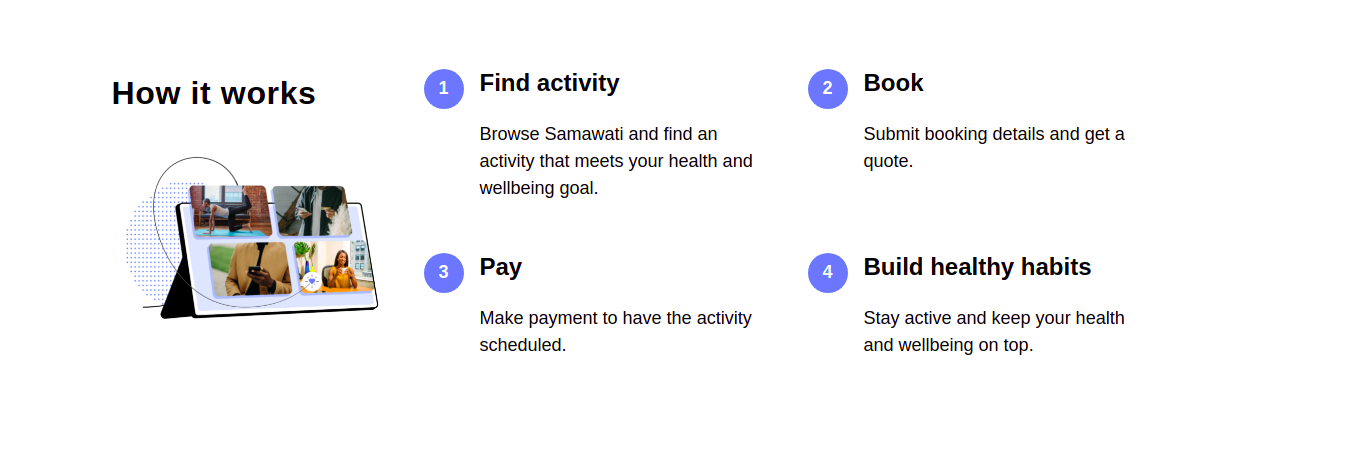 How it works
1
Find activity
Browse Samawati and find an
activity that meets your health and
wellbeing goal.
2
Book
Submit booking details and get a
quote.
3
Pay
Make payment to have the activity
scheduled.
4
Build healthy habits
Stay active and keep your health
and wellbeing on top.